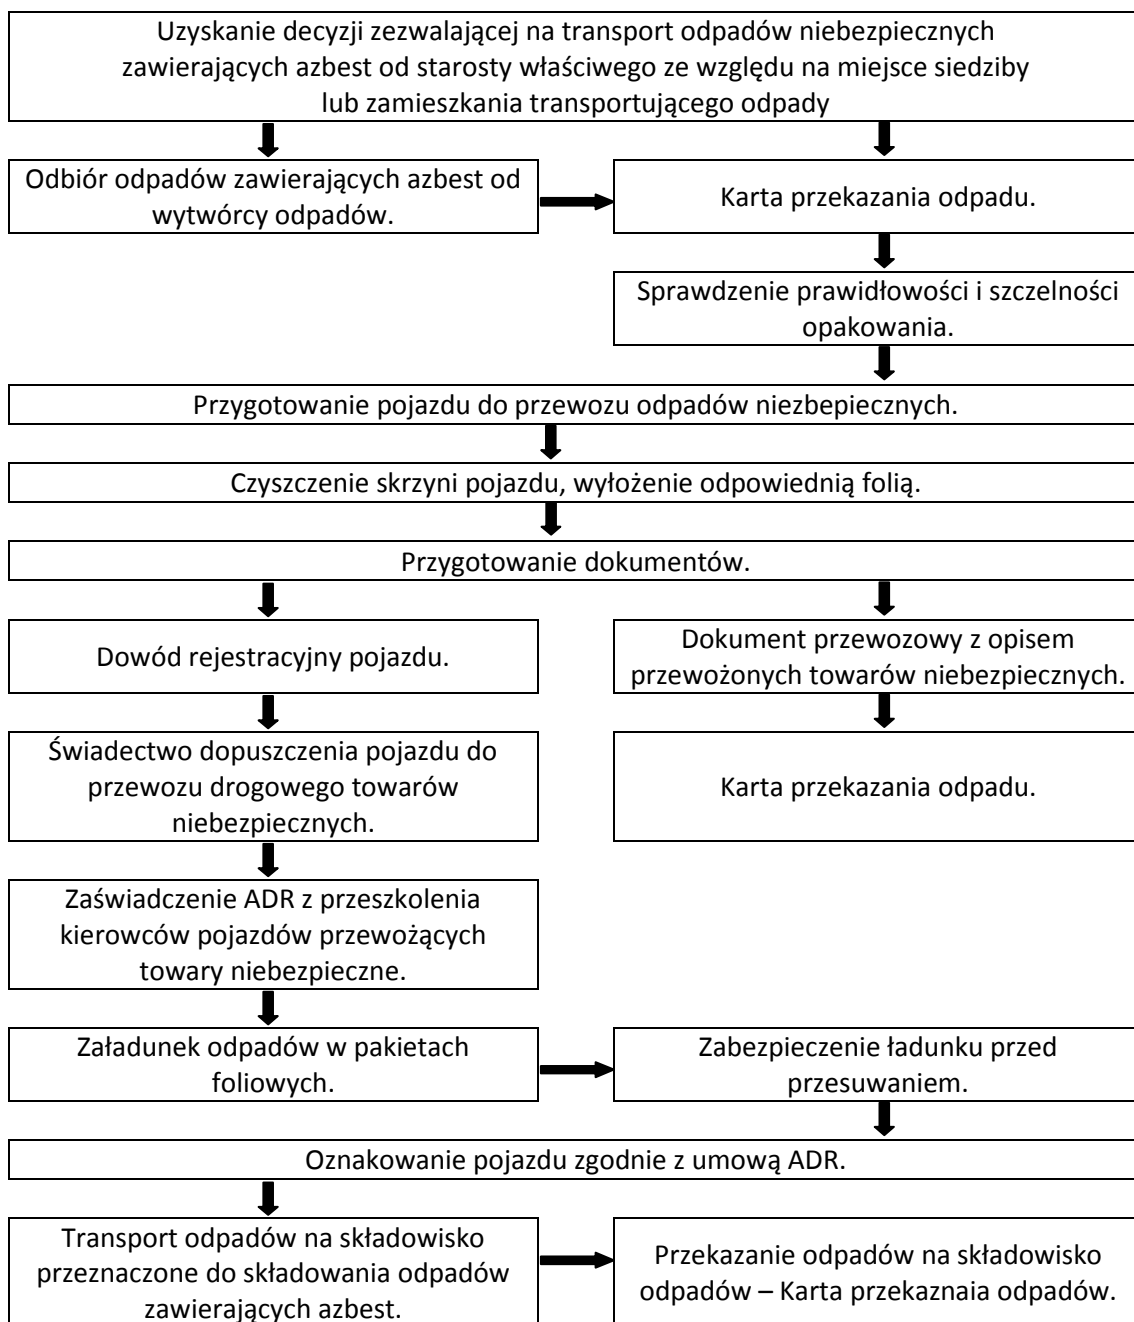 Uzyskanie decyzji zezwalającej na transport odpadów niebezpiecznych
zawierających azbest od starosty właściwego ze względu na miejsce siedziby
lub zamieszkania transportującego odpady
Odbiór odpadów zawierających azbest od
wytwórcy odpadów.
Karta przekazania odpadu.
Sprawdzenie prawidłowości i szczelności
opakowania.
Przygotowanie pojazdu do przewozu odpadów niezbepiecznych.
Czyszczenie skrzyni pojazdu, wyłożenie odpowiednią folią.
Przygotowanie dokumentów.
Dowód rejestracyjny pojazdu.
Dokument przewozowy z opisem
przewożonych towarów niebezpiecznych.
Świadectwo dopuszczenia pojazdu do
przewozu drogowego towarów
niebezpiecznych.
Karta przekazania odpadu.
Zaświadczenie ADR z przeszkolenia
kierowców pojazdów przewożących
towary niebezpieczne.
Załadunek odpadów w pakietach
foliowych.
Zabezpieczenie ładunku przed
przesuwaniem.
Oznakowanie pojazdu zgodnie z umową ADR.
Transport odpadów na składowisko
przeznaczone do składowania odpadów
zawierających azbest.
Przekazanie odpadów na składowisko
odpadów – Karta przekaznaia odpadów.